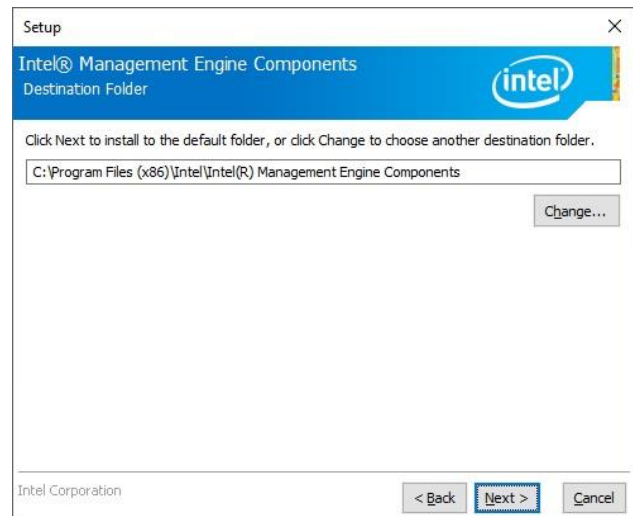 Setup
Intel® Management Engine Components
Destination Folder
intel
Click Next to install to the default folder, or click Change to choose another destination folder.
C:\Program Files (x86)\Intel\Intel(R) Management Engine Components
Change...
Intel Corporation
< Back Next > Cancel